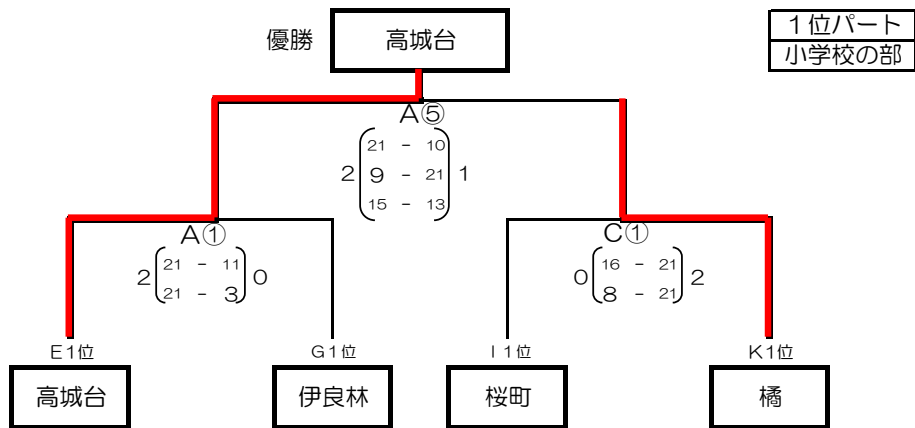 優勝 高城台
1位パート
小学校の部
A⑤
21 - 10
2 9 - 21 1
15 - 13
A① C①
21 - 11 16 - 21
2 0 0 2
21 - 3 8 - 21
E1位 G1位 I1位 K1位
高城台 伊良林 桜町 橘